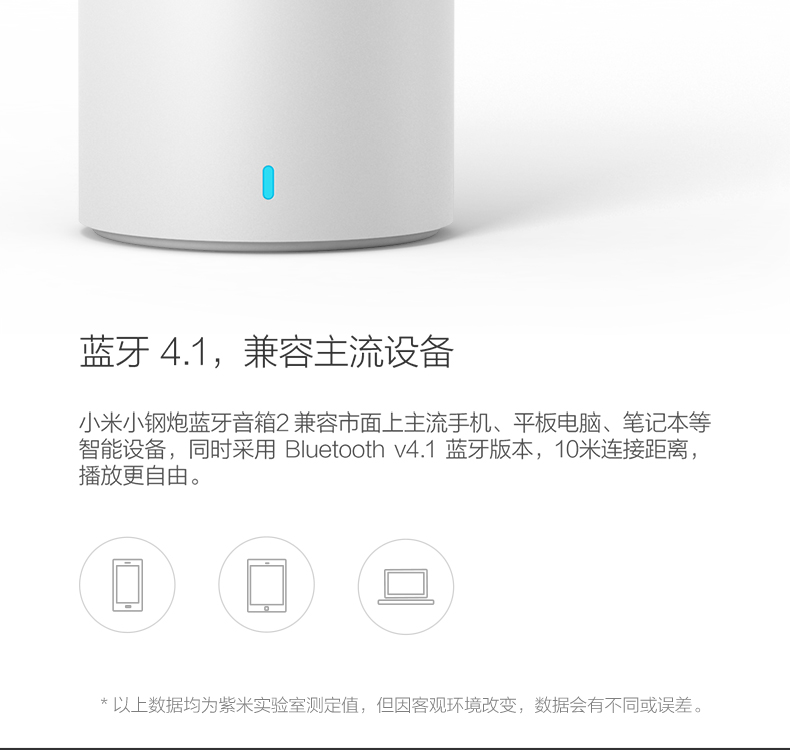 蓝牙 4.1，兼容主流设备
小米小钢炮蓝牙音箱2 兼容市面上主流手机、平板电脑、笔记本等
智能设备，同时采用 Bluetooth v4.1 蓝牙版本，10米连接距离，
播放更自由。
* 以上数据均为紫米实验室测定值，但因客观环境改变，数据会有不同或误差。